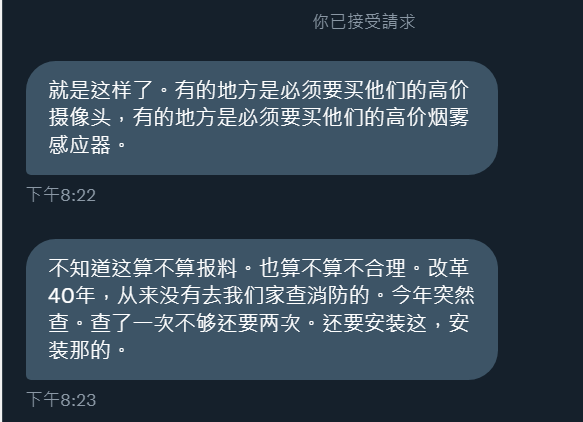 你已接受請求
就是这样了。有的地方是必须要买他们的高价
摄像头，有的地方是必须要买他们的高价烟雾
感应器。
下午8:22
不知道这算不算报料。也算不算不合理。改革
40年，从来没有去我们家查消防的。今年突然
查。查了一次不够还要两次。还要安装这，安
装那的。
下午8:23